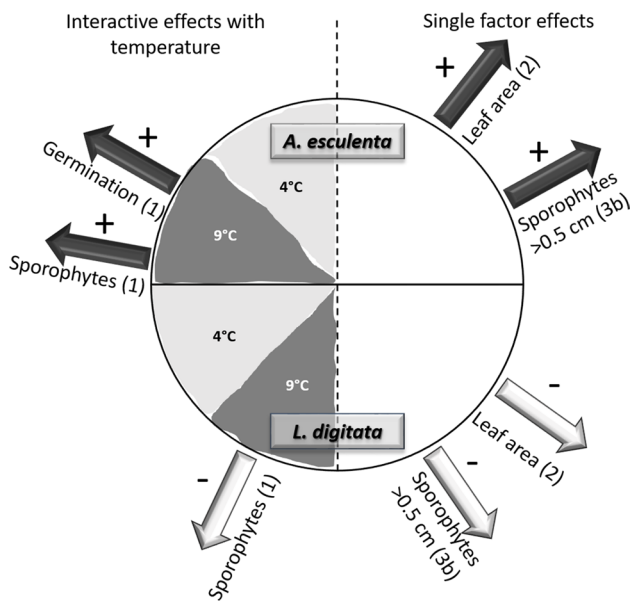 Interactive effects with
temperature
Single factor effects
+
Leaf area (2)
+
Sporophytes
>0.5 cm (3b)
+
Germination (1)
+
Sporophytes (1)
A. esculenta
4°C
9°C
4°C
9°C
L. digitata
-
Leaf area (2)
-
Sporophytes
>0.5 cm (3b)
-
Sporophytes (1)